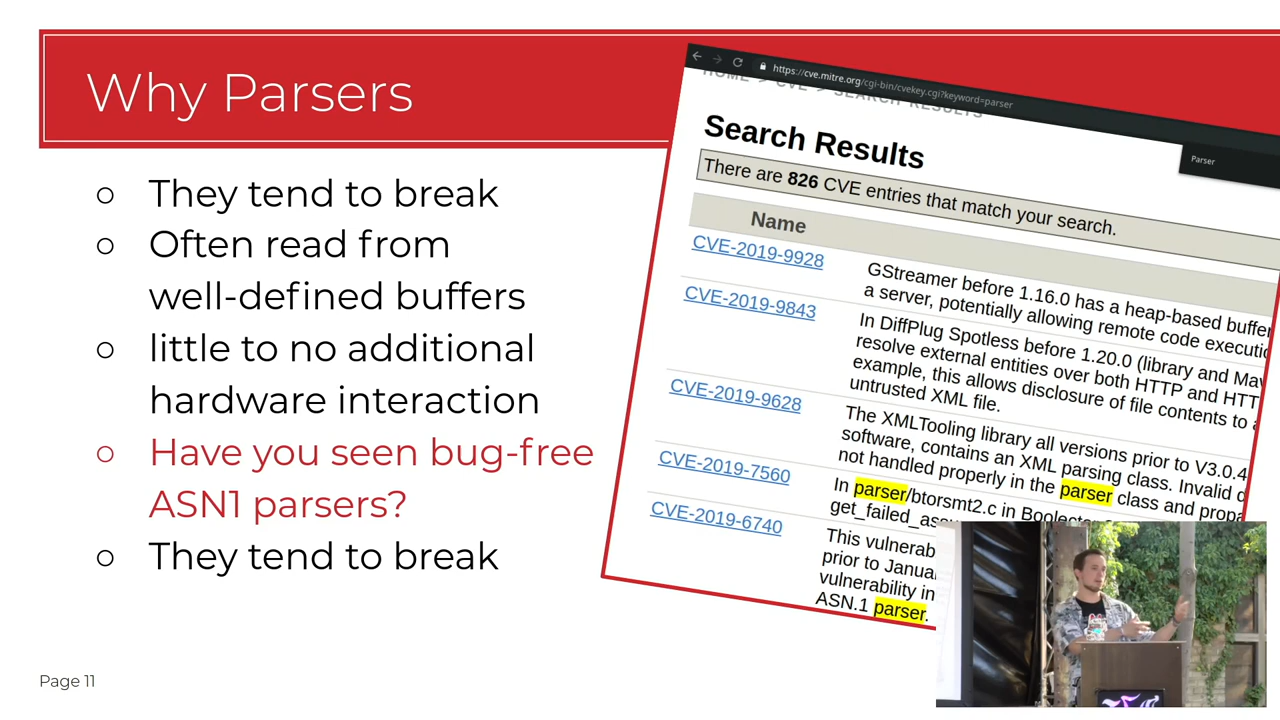 Why Parsers
○ They tend to break
○ Often read from
well-defined buffers
○ little to no additional
hardware interaction
○ Have you seen bug-free
ASN1 parsers?
○ They tend to break
Page 11
https://cve.mitre.org/cgi-bin/cvekey.cgi?keyword=parser
Parser
HOME > CVE > SEARCH RESULTS
Search Results
There are 826 CVE entries that match your search.
Name
CVE-2019-9928
GStreamer before 1.16.0 has a heap-based buffer
a server, potentially allowing remote code executio
CVE-2019-9843
In DiffPlug Spotless before 1.20.0 (library and Mav
resolve external entities over both HTTP and HTT
example, this allows disclosure of file contents to a
untrusted XML file.
CVE-2019-9628
The XMLTooling library all versions prior to V3.0.4
software, contains an XML parsing class. Invalid d
not handled properly in the parser class and propa
CVE-2019-7560
In parser/btorsmt2.c in Boolector
get_failed_ass
CVE-2019-6740
This vulnerab
prior to Janua
vulnerability in
ASN.1 parser.